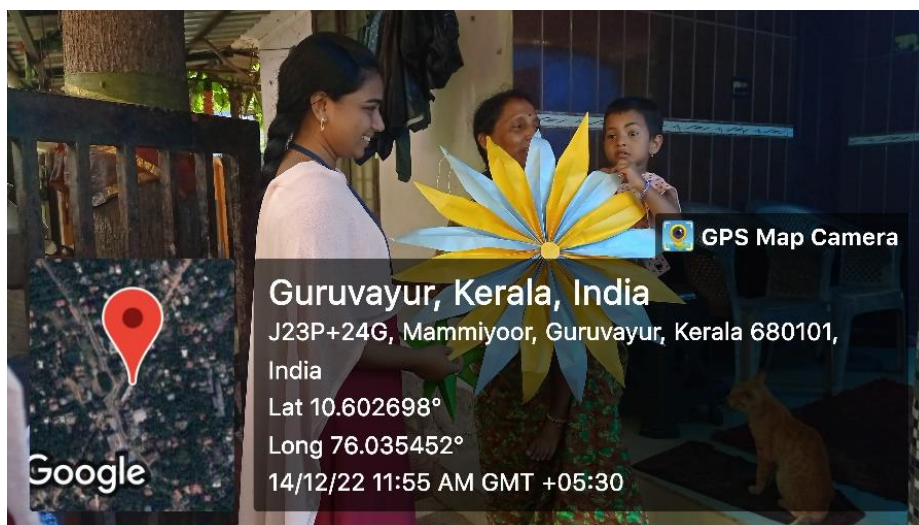 GPS Map Camera
Guruvayur, Kerala, India
J23P+24G, Mammiyoor, Guruvayur, Kerala 680101,
India
Lat 10.602698°
Long 76.035452°
14/12/22 11:55 AM GMT +05:30
Google